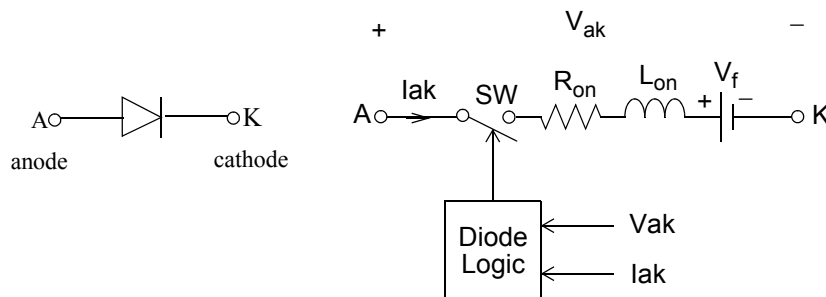 + V_ak −
A K
anode cathode
A Iak SW R_on L_on + V_f − K
Diode
Logic
Vak
Iak